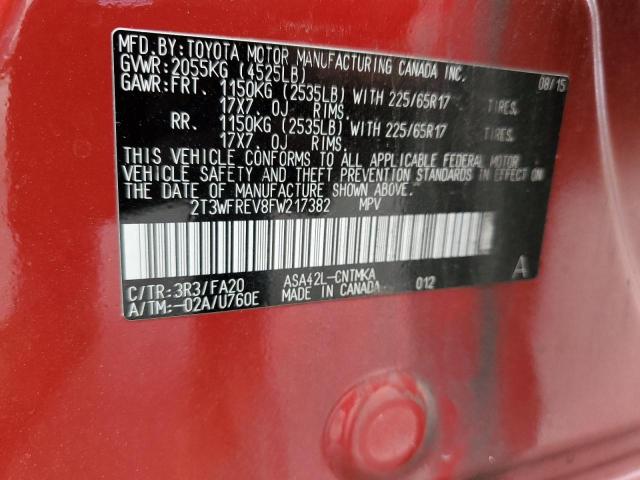 MFD.BY:TOYOTA MOTOR MANUFACTURING CANADA INC.
GVWR:2055KG (4525LB) 08/15
GAWR:FRT. 1150KG (2535LB) WITH 225/65R17 TIRES,
17X7. 0J RIMS.
RR. 1150KG (2535LB) WITH 225/65R17 TIRES,
17X7. 0J RIMS.
THIS VEHICLE CONFORMS TO ALL APPLICABLE FEDERAL MOTOR
VEHICLE SAFETY AND THEFT PREVENTION STANDARDS IN EFFECT ON
THE DATE OF MANUFACTURE SHOWN ABOVE.
2T3WFREV8FW217382 MPV
A
C/TR:3R3/FA20 ASA42L-CNTMKA
A/TM:-02A/U760E MADE IN CANADA 012